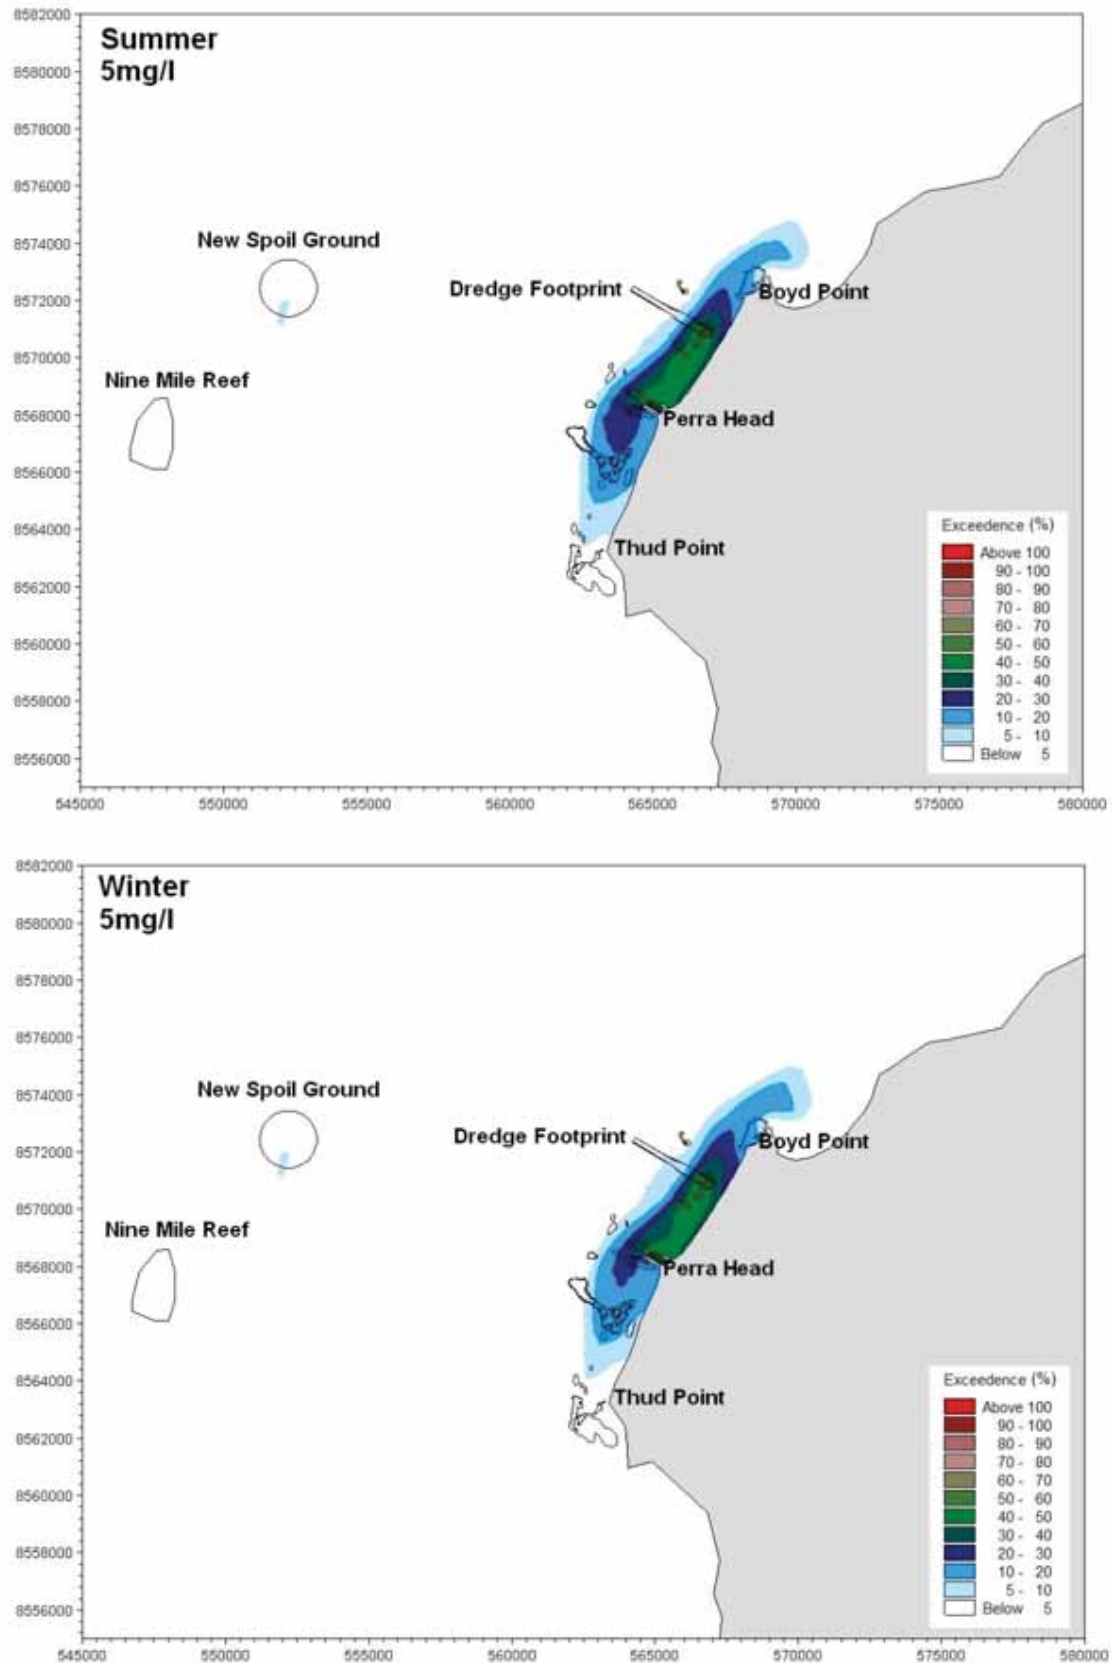 Summer
5mg/l
8582000
8580000
8578000
8576000
8574000
8572000
8570000
8568000
8566000
8564000
8562000
8560000
8558000
8556000
New Spoil Ground
Dredge Footprint
Boyd Point
Nine Mile Reef
Perra Head
Thud Point
Exceedence (%)
Above 100
90 - 100
80 - 90
70 - 80
60 - 70
50 - 60
40 - 50
30 - 40
20 - 30
10 - 20
5 - 10
Below 5
545000 550000 555000 560000 565000 570000 575000 580000
Winter
5mg/l
8582000
8580000
8578000
8576000
8574000
8572000
8570000
8568000
8566000
8564000
8562000
8560000
8558000
8556000
New Spoil Ground
Dredge Footprint
Boyd Point
Nine Mile Reef
Perra Head
Thud Point
Exceedence (%)
Above 100
90 - 100
80 - 90
70 - 80
60 - 70
50 - 60
40 - 50
30 - 40
20 - 30
10 - 20
5 - 10
Below 5
545000 550000 555000 560000 565000 570000 575000 580000